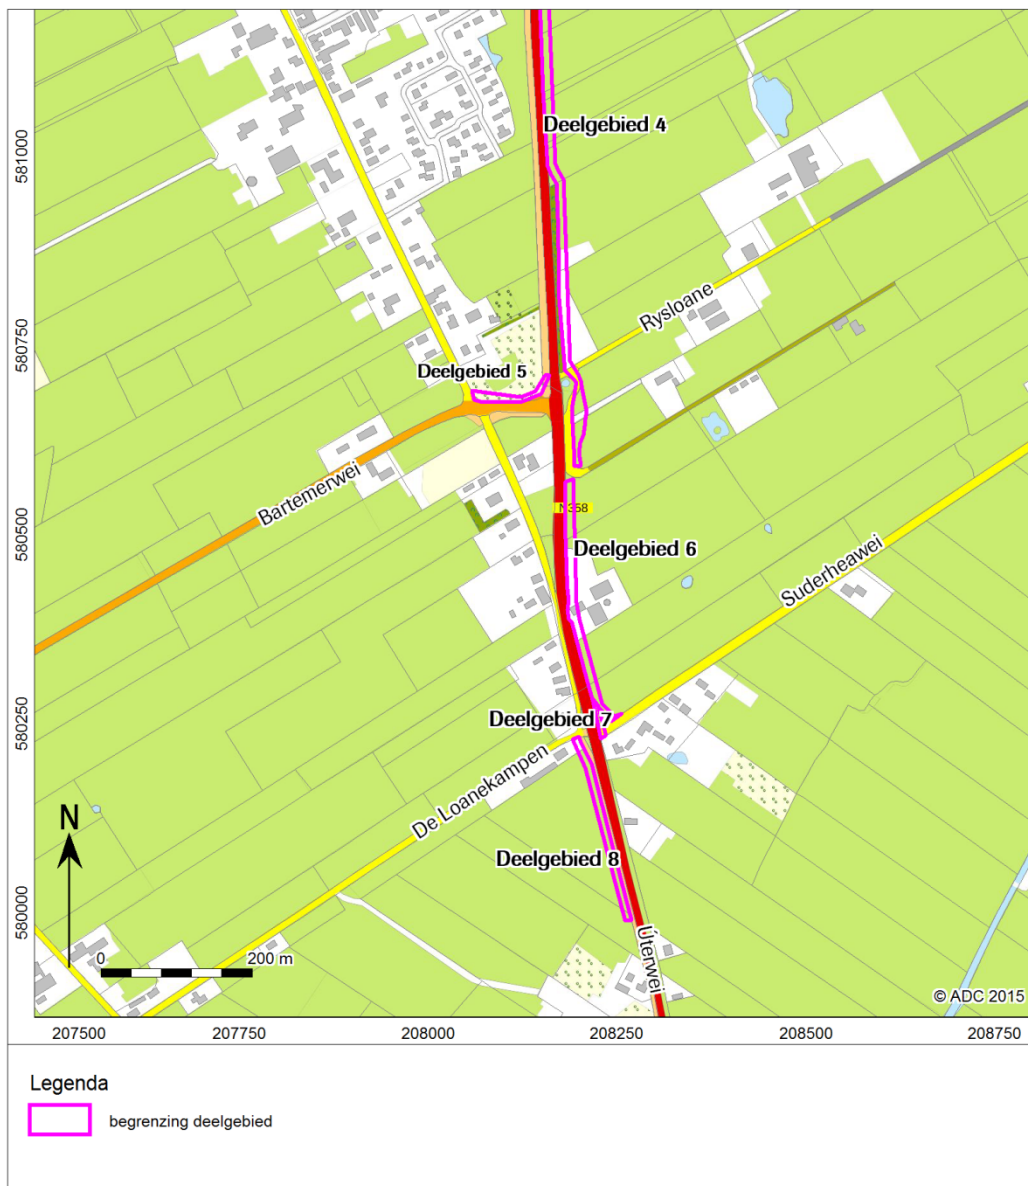 Deelgebied 4
581000
Rysloane
580750
Deelgebied 5
Bartemerwei
N358
580500
Deelgebied 6
Suderheawei
580250
Deelgebied 7
De Loanekampen
N
Deelgebied 8
580000
Úterwei
0 200 m
© ADC 2015
207500 207750 208000 208250 208500 208750
Legenda
begrenzing deelgebied